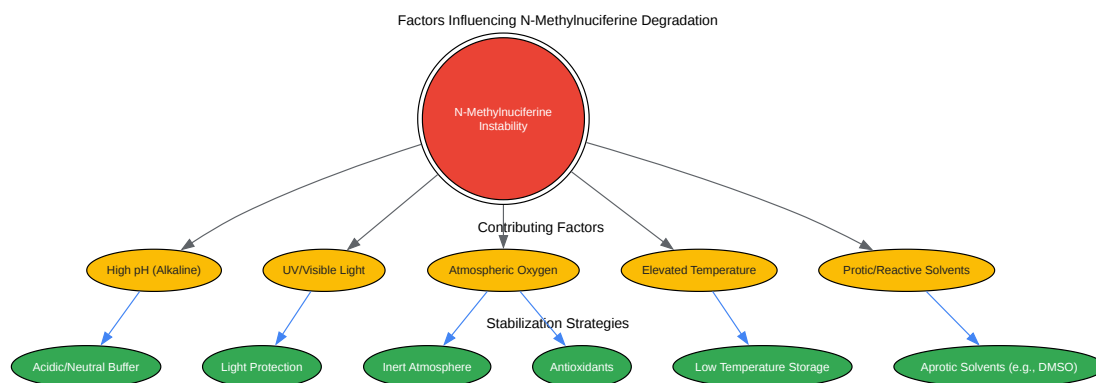 Factors Influencing N-Methylnuciferine Degradation
N-Methylnuciferine
Instability
Contributing Factors
High pH (Alkaline)
UV/Visible Light
Atmospheric Oxygen
Elevated Temperature
Protic/Reactive Solvents
Stabilization Strategies
Acidic/Neutral Buffer
Light Protection
Inert Atmosphere
Antioxidants
Low Temperature Storage
Aprotic Solvents (e.g., DMSO)